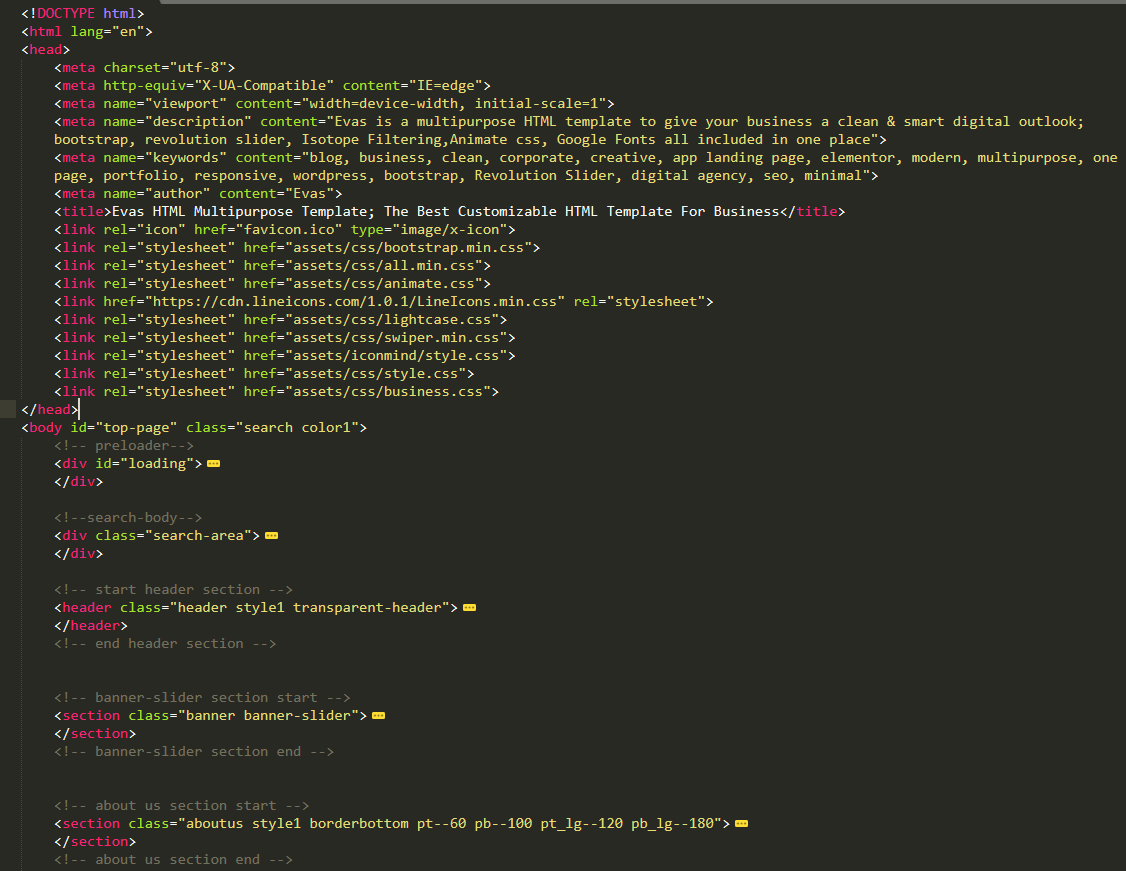 <!DOCTYPE html>
<html lang="en">
<head>
<meta charset="utf-8">
<meta http-equiv="X-UA-Compatible" content="IE=edge">
<meta name="viewport" content="width=device-width, initial-scale=1">
<meta name="description" content="Evas is a multipurpose HTML template to give your business a clean & smart digital outlook;
bootstrap, revolution slider, Isotope Filtering,Animate css, Google Fonts all included in one place">
<meta name="keywords" content="blog, business, clean, corporate, creative, app landing page, elementor, modern, multipurpose, one
page, portfolio, responsive, wordpress, bootstrap, Revolution Slider, digital agency, seo, minimal">
<meta name="author" content="Evas">
<title>Evas HTML Multipurpose Template; The Best Customizable HTML Template For Business</title>
<link rel="icon" href="favicon.ico" type="image/x-icon">
<link rel="stylesheet" href="assets/css/bootstrap.min.css">
<link rel="stylesheet" href="assets/css/all.min.css">
<link rel="stylesheet" href="assets/css/animate.css">
<link href="https://cdn.lineicons.com/1.0.1/LineIcons.min.css" rel="stylesheet">
<link rel="stylesheet" href="assets/css/lightcase.css">
<link rel="stylesheet" href="assets/css/swiper.min.css">
<link rel="stylesheet" href="assets/iconmind/style.css">
<link rel="stylesheet" href="assets/css/style.css">
<link rel="stylesheet" href="assets/css/business.css">
</head>
<body id="top-page" class="search color1">
<!-- preloader-->
<div id="loading">
</div>
<!--search-body-->
<div class="search-area">
</div>
<!-- start header section -->
<header class="header style1 transparent-header">
</header>
<!-- end header section -->
<!-- banner-slider section start -->
<section class="banner banner-slider">
</section>
<!-- banner-slider section end -->
<!-- about us section start -->
<section class="aboutus style1 borderbottom pt--60 pb--100 pt_lg--120 pb_lg--180">
</section>
<!-- about us section end -->